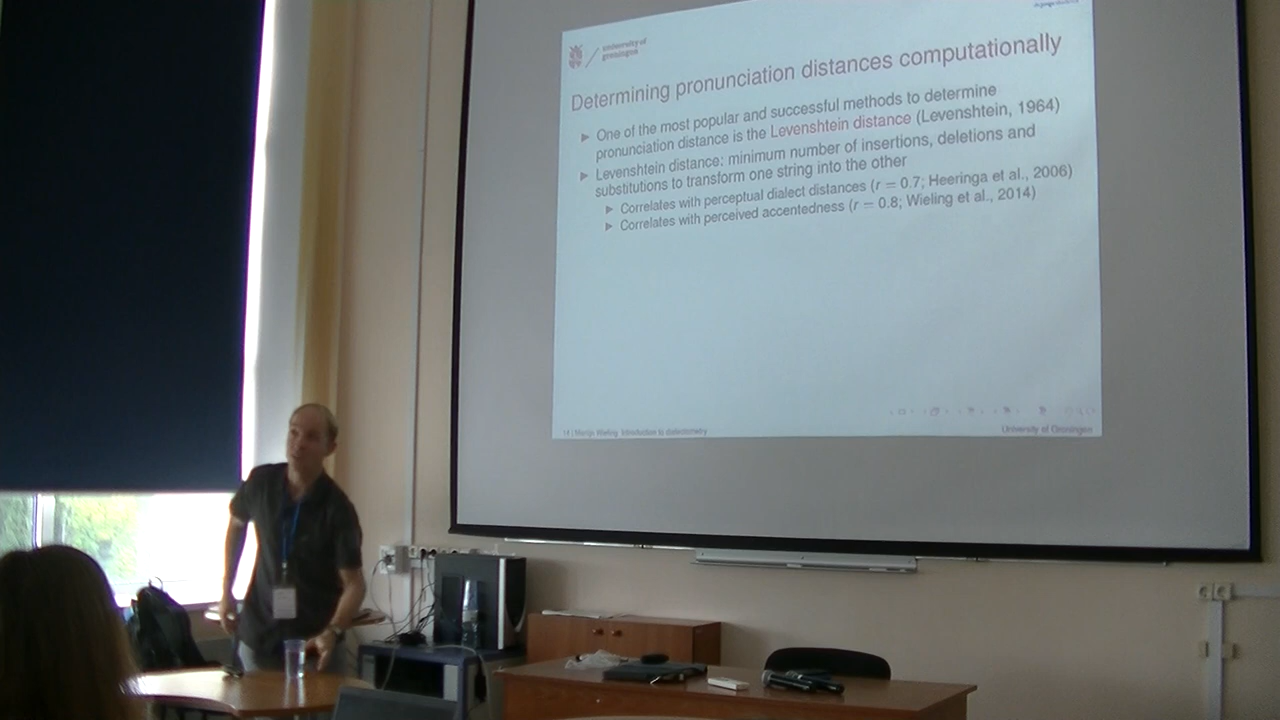 university of
groningen
Determining pronunciation distances computationally
One of the most popular and successful methods to determine
pronunciation distance is the Levenshtein distance (Levenshtein, 1964)
Levenshtein distance: minimum number of insertions, deletions and
substitutions to transform one string into the other
Correlates with perceptual dialect distances (r = 0.7; Heeringa et al., 2006)
Correlates with perceived accentedness (r = 0.8; Wieling et al., 2014)
14 | Martijn Wieling Introduction to dialectometry
University of Groningen